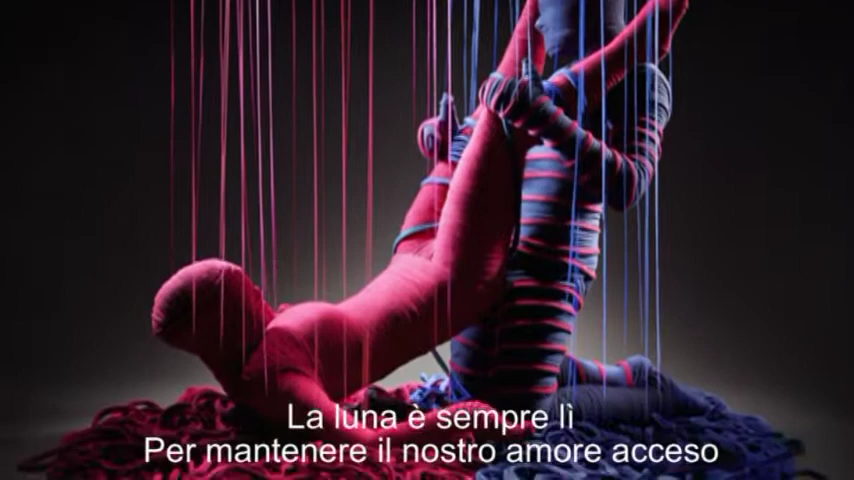 La luna è sempre lì
Per mantenere il nostro amore acceso